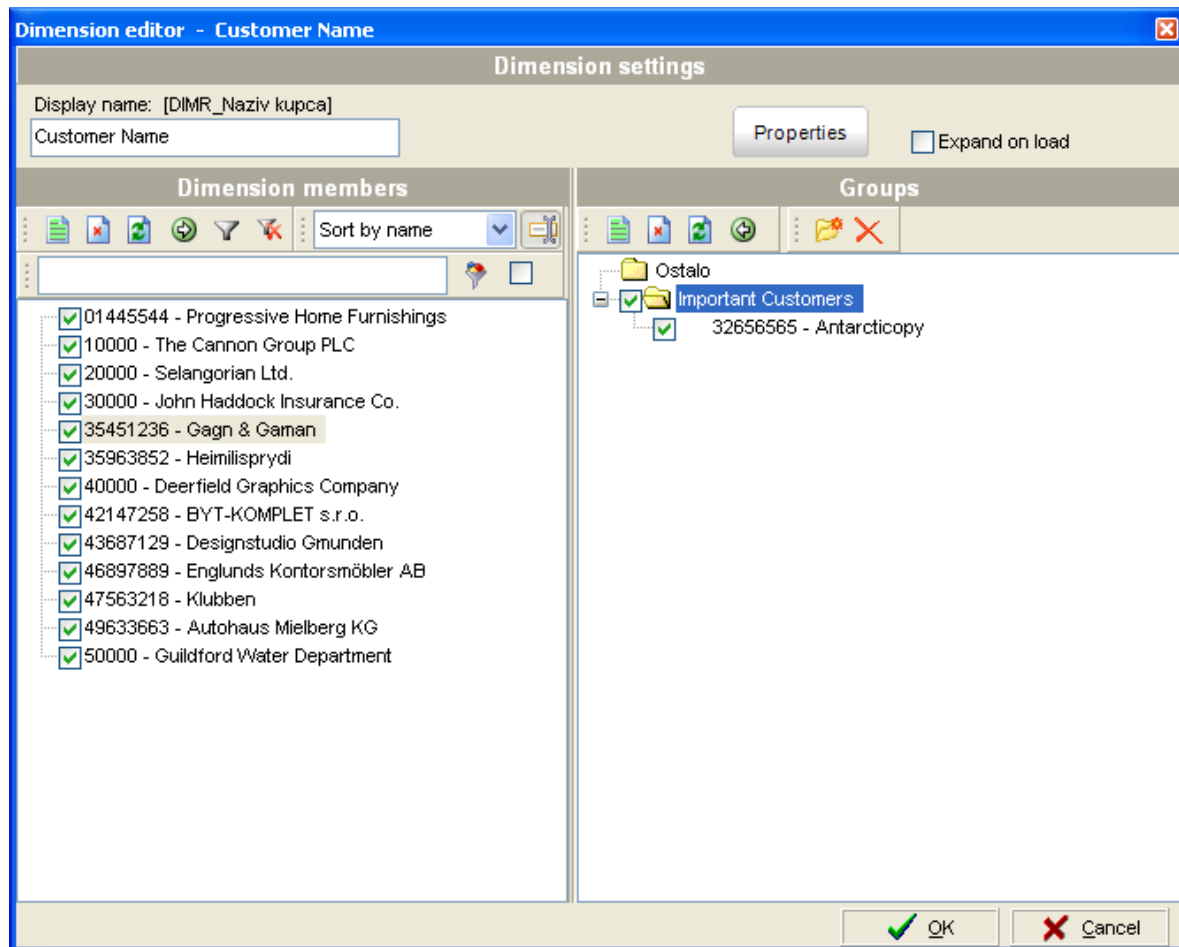 Dimension editor - Customer Name
Dimension settings
Display name: [DIMR_Naziv kupca]
Customer Name
Properties
Expand on load
Dimension members
Sort by name
01445544 - Progressive Home Furnishings
10000 - The Cannon Group PLC
20000 - Selangorian Ltd.
30000 - John Haddock Insurance Co.
35451236 - Gagn & Gaman
35963852 - Heimilisprydi
40000 - Deerfield Graphics Company
42147258 - BYT-KOMPLET s.r.o.
43687129 - Designstudio Gmunden
46897889 - Englunds Kontorsmöbler AB
47563218 - Klubben
49633663 - Autohaus Mielberg KG
50000 - Guildford Water Department
Groups
Ostalo
Important Customers
32656565 - Antarcticopy
OK
Cancel